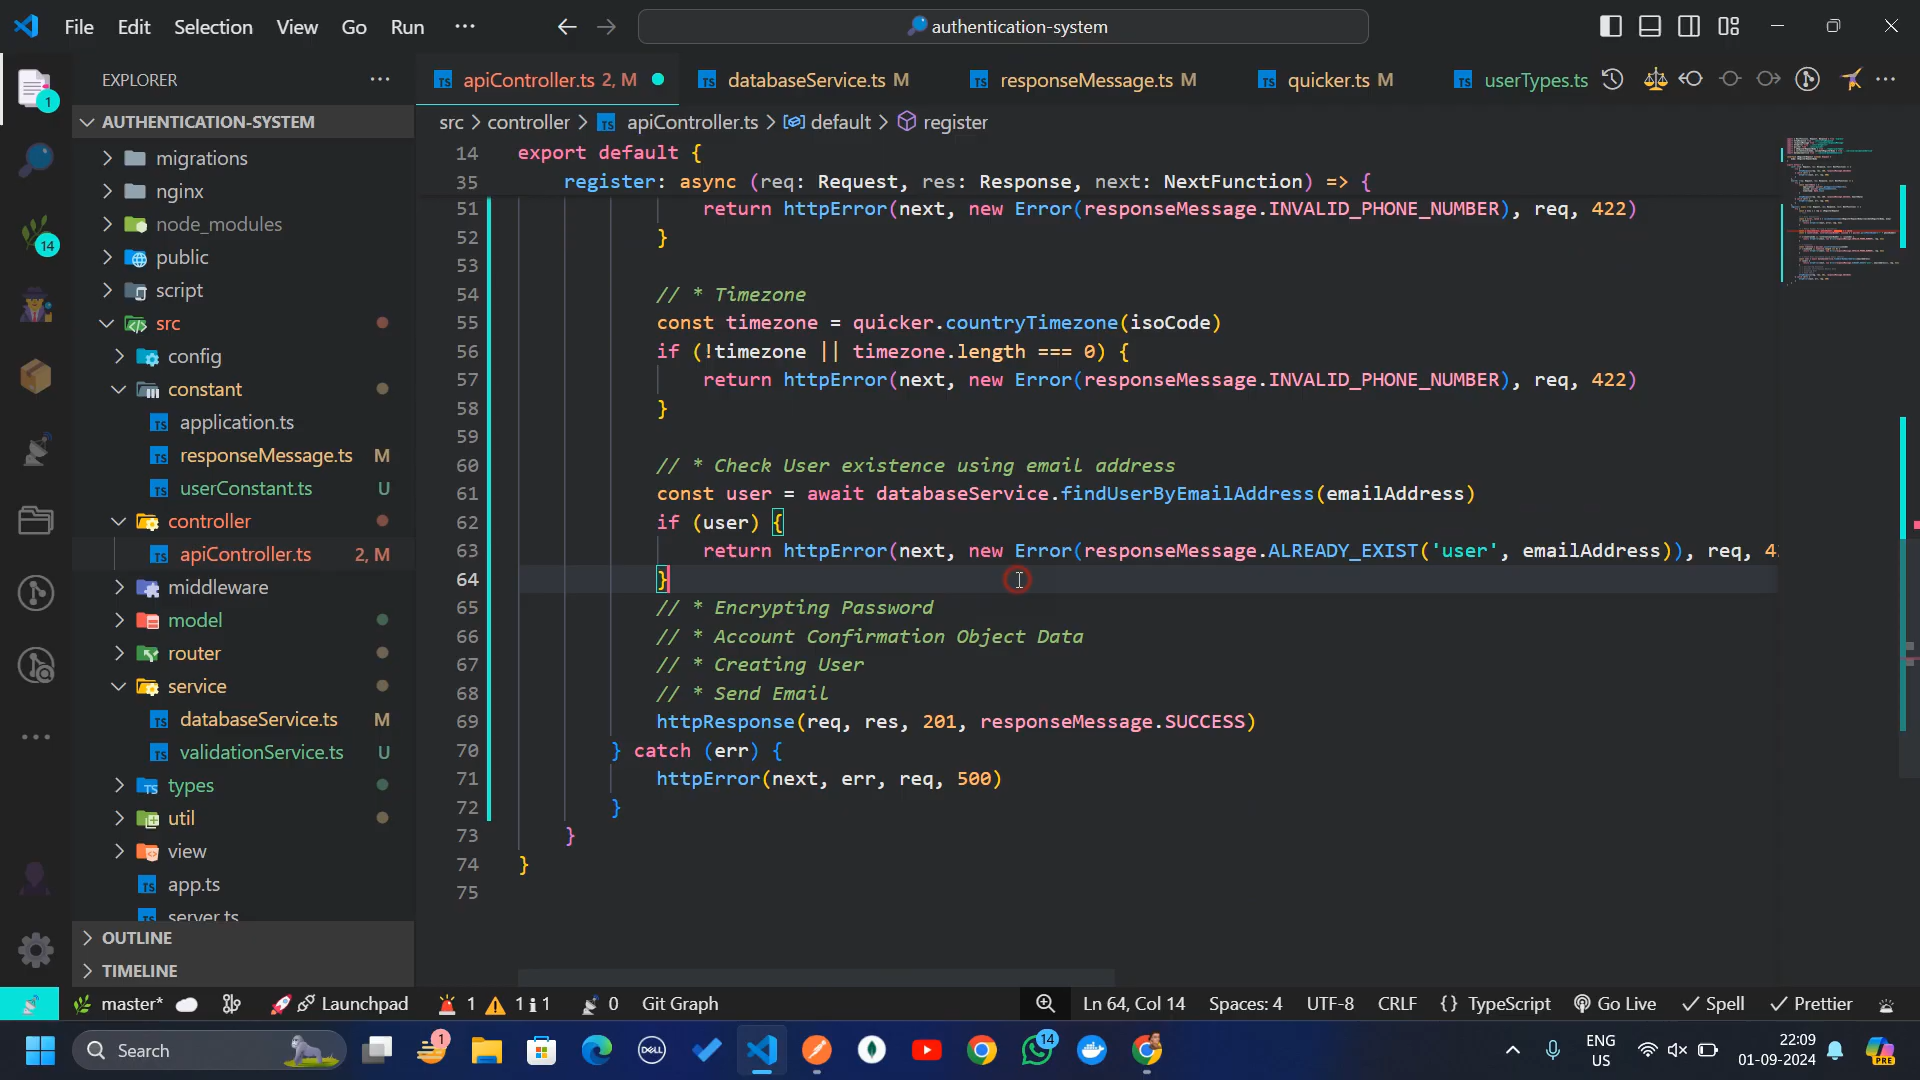 File Edit Selection View Go Run ···
authentication-system
EXPLORER ···
apiController.ts 2, M
databaseService.ts M
responseMessage.ts M
quicker.ts M
userTypes.ts
AUTHENTICATION-SYSTEM
src > controller > TS apiController.ts > default > register
migrations
nginx
node_modules
public
script
src
config
constant
application.ts
responseMessage.ts M
userConstant.ts U
controller
apiController.ts 2, M
middleware
model
router
service
databaseService.ts M
validationService.ts U
types
util
view
app.ts
server.ts
OUTLINE
TIMELINE
1
14
14 export default {
35 register: async (req: Request, res: Response, next: NextFunction) => {
51 return httpError(next, new Error(responseMessage.INVALID_PHONE_NUMBER), req, 422)
52 }
53
54 // * Timezone
55 const timezone = quicker.countryTimezone(isoCode)
56 if (!timezone || timezone.length === 0) {
57 return httpError(next, new Error(responseMessage.INVALID_PHONE_NUMBER), req, 422)
58 }
59
60 // * Check User existence using email address
61 const user = await databaseService.findUserByEmailAddress(emailAddress)
62 if (user) {
63 return httpError(next, new Error(responseMessage.ALREADY_EXIST('user', emailAddress)), req, 4
64 }
65 // * Encrypting Password
66 // * Account Confirmation Object Data
67 // * Creating User
68 // * Send Email
69 httpResponse(req, res, 201, responseMessage.SUCCESS)
70 } catch (err) {
71 httpError(next, err, req, 500)
72 }
73 }
74 }
75
master* Launchpad 1 1 1 0 Git Graph
Ln 64, Col 14 Spaces: 4 UTF-8 CRLF {} TypeScript Go Live Spell Prettier
Search
1
DELL
14
ENG
US
22:09
01-09-2024
PRE